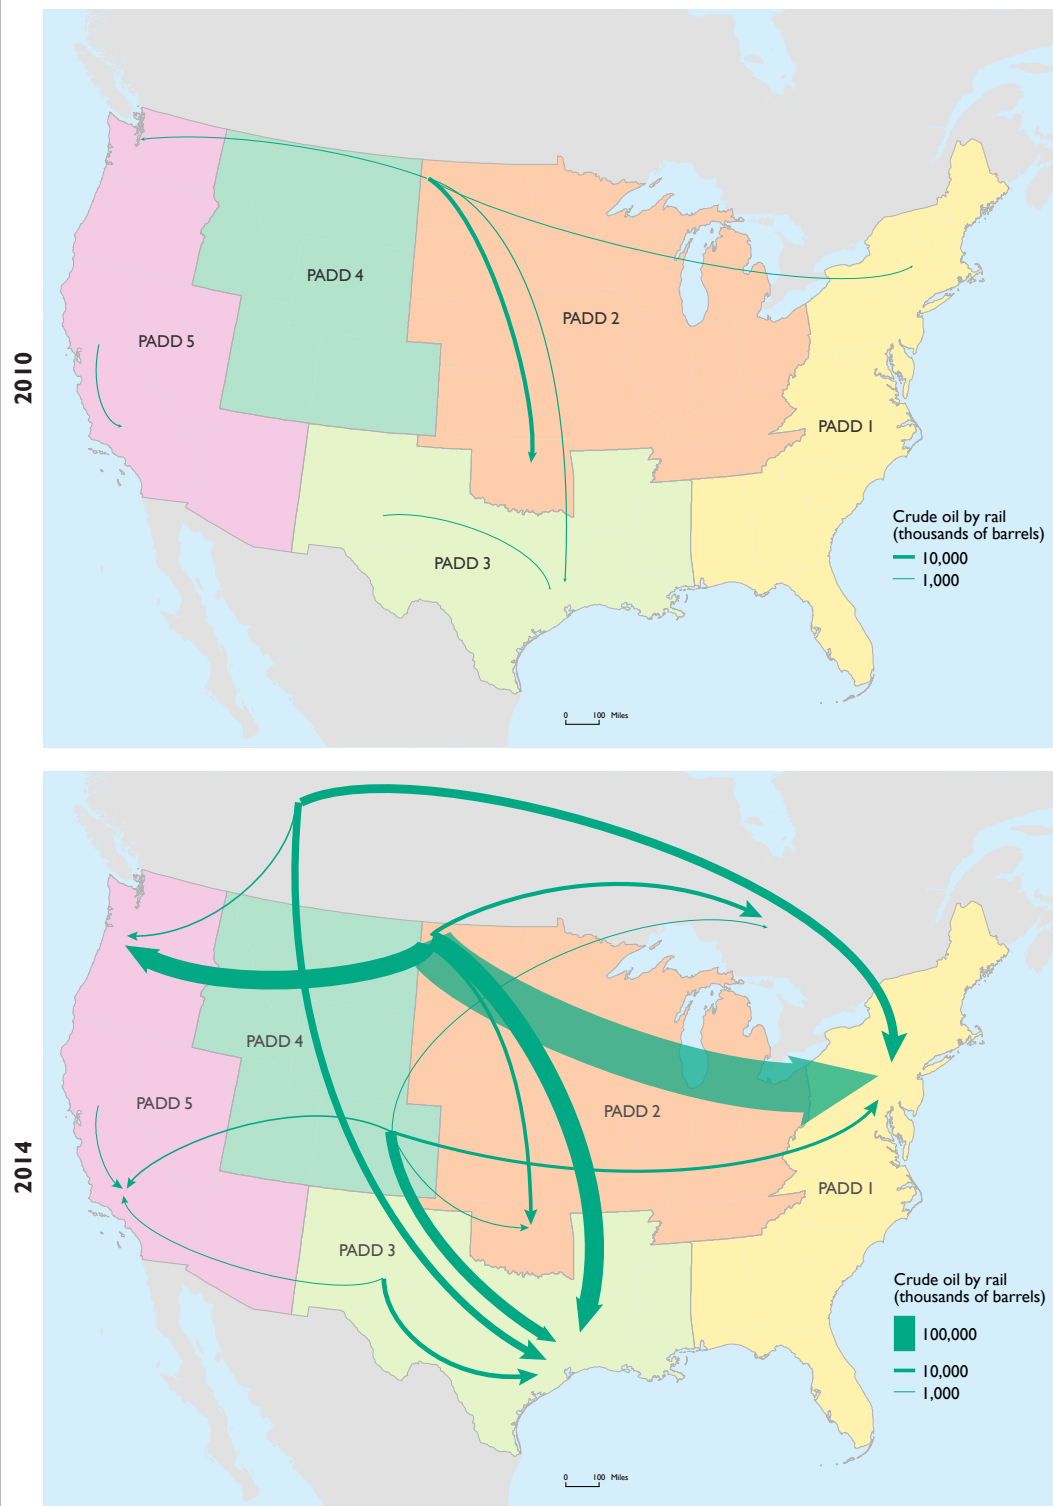 2010
PADD 4
PADD 2
PADD 5
PADD 1
PADD 3
Crude oil by rail
(thousands of barrels)
10,000
1,000
0 100 Miles
2014
PADD 4
PADD 5
PADD 2
PADD 1
PADD 3
Crude oil by rail
(thousands of barrels)
100,000
10,000
1,000
0 100 Miles